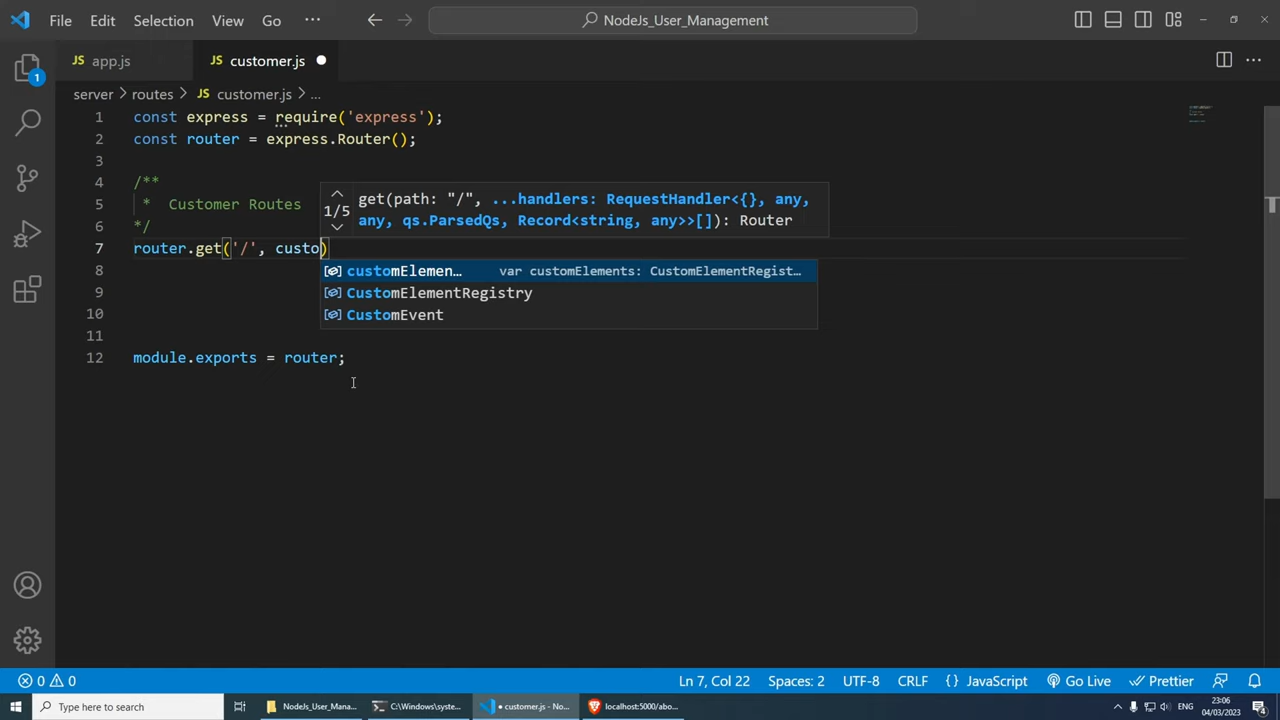 File Edit Selection View Go ··· NodeJs_User_Management
JS app.js JS customer.js
1
server > routes > JS customer.js > ...
1 const express = require('express');
2 const router = express.Router();
3
4 /**
5 * Customer Routes
6 */
7 router.get('/', custo)
8
9
10
11
12 module.exports = router;
1/5 get(path: "/", ...handlers: RequestHandler<{}, any,
any, qs.ParsedQs, Record<string, any>>[]): Router
customElemen… var customElements: CustomElementRegist…
CustomElementRegistry
CustomEvent
0 0 Ln 7, Col 22 Spaces: 2 UTF-8 CRLF {} JavaScript Go Live Prettier
Type here to search NodeJs_User_Mana... C:\Windows\syste... • customer.js - No... localhost:5000/abo... ENG 23:06
04/03/2023 4